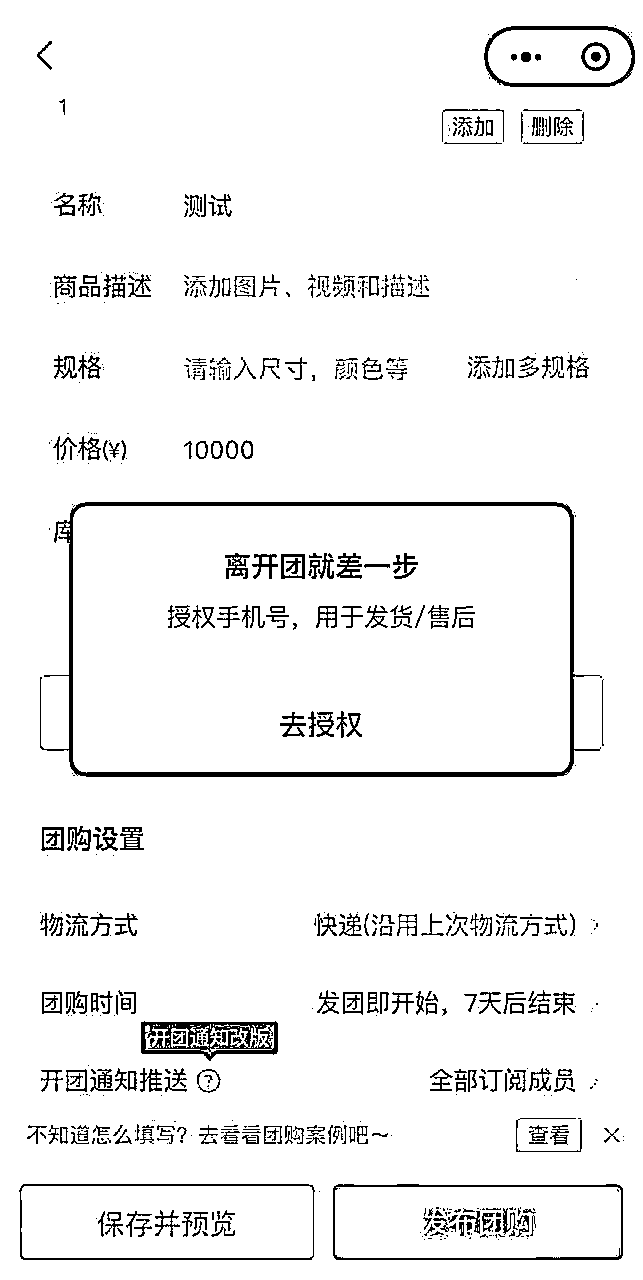 1
添加 删除
名称 测试
商品描述 添加图片、视频和描述
规格 请输入尺寸，颜色等 添加多规格
价格(¥) 10000
库
离开团就差一步
授权手机号，用于发货/售后
去授权
团购设置
物流方式 快递(沿用上次物流方式)
团购时间 发团即开始，7天后结束
开团通知改版
开团通知推送 ? 全部订阅成员
不知道怎么填写？去看看团购案例吧~ 查看
保存并预览 发布团购